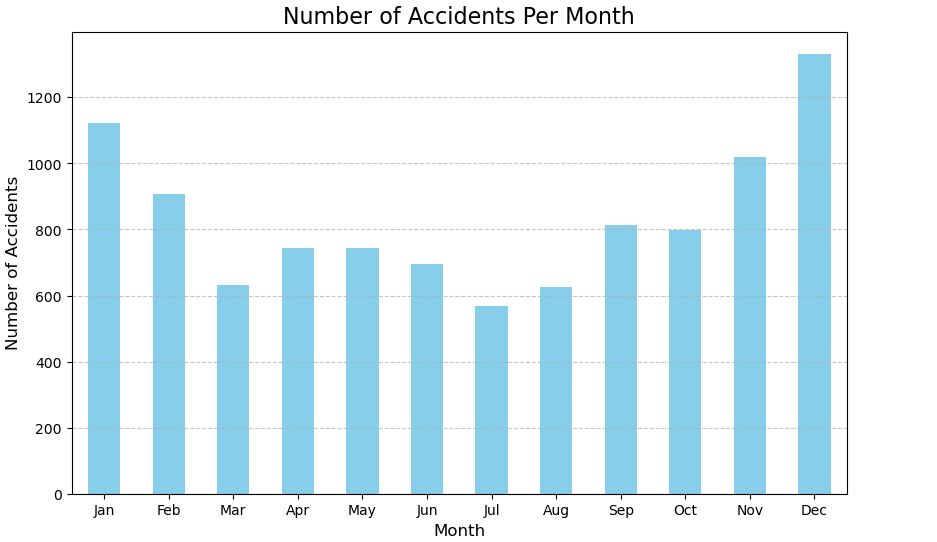 Number of Accidents Per Month
Number of Accidents
1200
1000
800
600
400
200
0
Jan Feb Mar Apr May Jun Jul Aug Sep Oct Nov Dec
Month